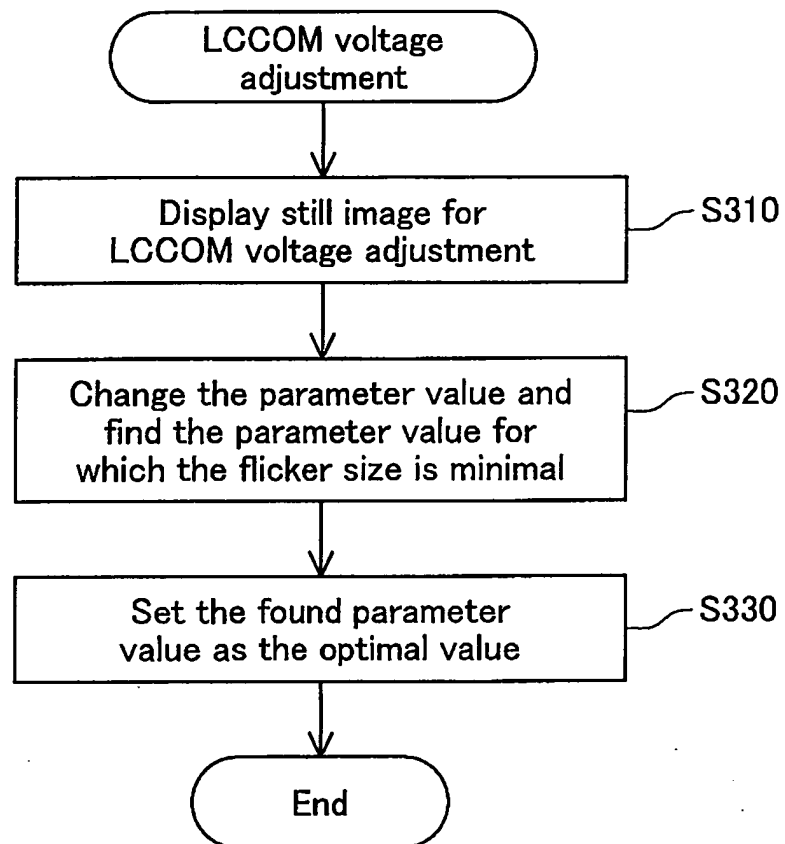 LCCOM voltage
adjustment
Display still image for
LCCOM voltage adjustment
S310
Change the parameter value and
find the parameter value for
which the flicker size is minimal
S320
Set the found parameter
value as the optimal value
S330
End